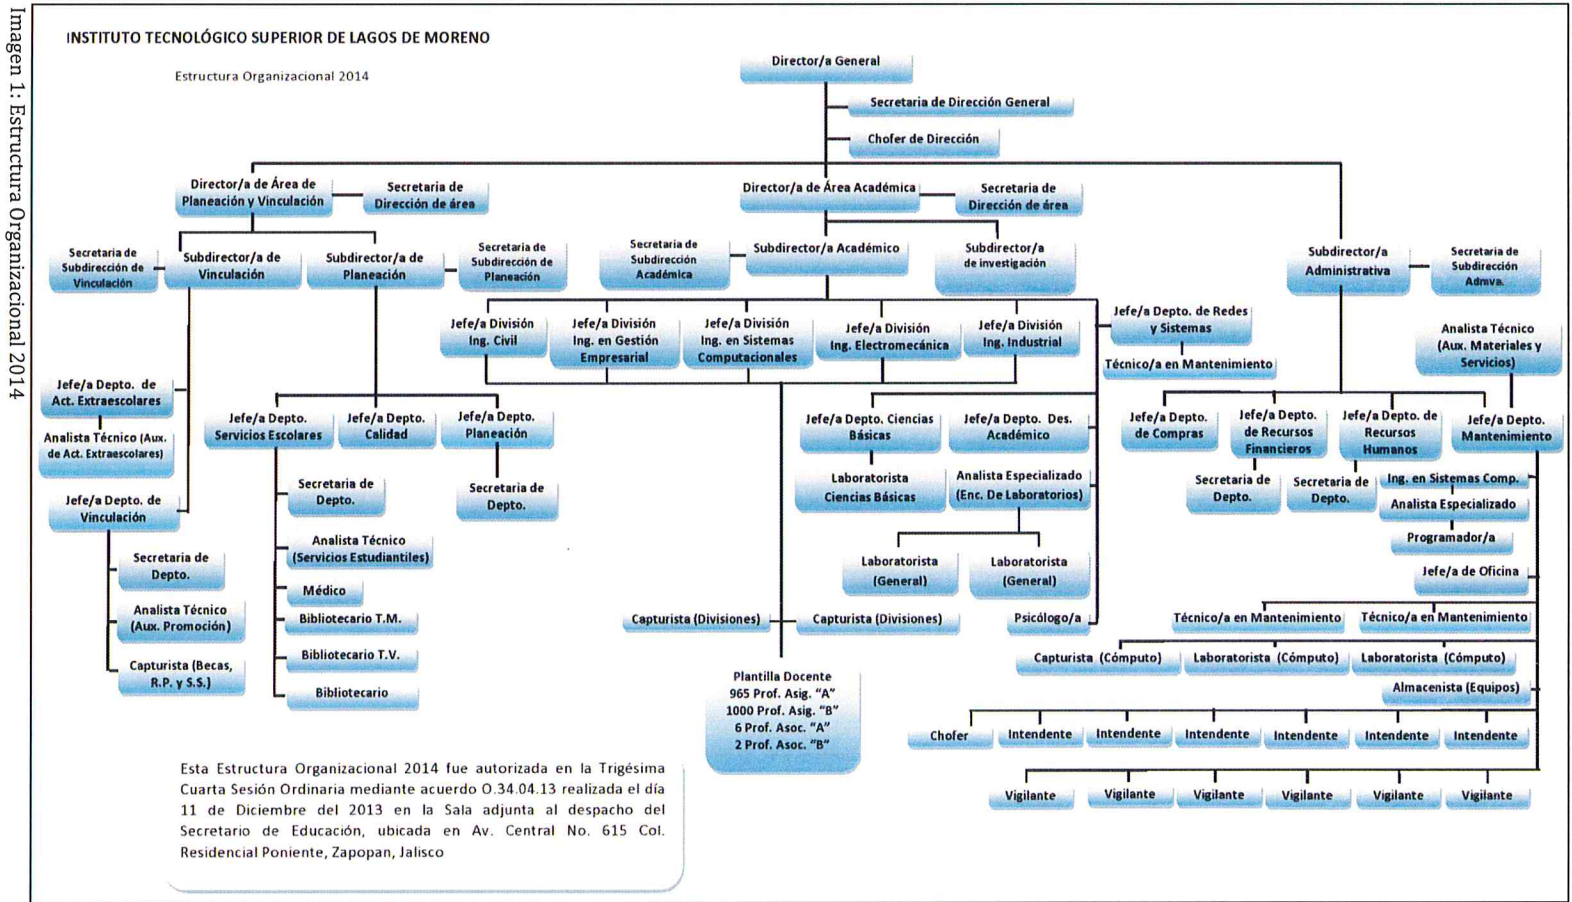 Imagen 1: Estructura Organizacional 2014
INSTITUTO TECNOLÓGICO SUPERIOR DE LAGOS DE MORENO
Estructura Organizacional 2014
Director/a General
Secretaria de Dirección General
Chofer de Dirección
Director/a de Área de
Planeación y Vinculación
Secretaria de
Dirección de área
Director/a de Área Académica
Secretaria de
Dirección de área
Secretaria de
Subdirección de
Vinculación
Subdirector/a de
Vinculación
Subdirector/a de
Planeación
Secretaria de
Subdirección de
Planeación
Secretaria de
Subdirección
Académica
Subdirector/a Académico
Subdirector/a
de investigación
Subdirector/a
Administrativa
Secretaria de
Subdirección
Admva.
Jefe/a División
Ing. Civil
Jefe/a División
Ing. en Gestión
Empresarial
Jefe/a División
Ing. en Sistemas
Computacionales
Jefe/a División
Ing. Electromecánica
Jefe/a División
Ing. Industrial
Jefe/a Depto. de Redes
y Sistemas
Técnico/a en Mantenimiento
Analista Técnico
(Aux. Materiales y
Servicios)
Jefe/a Depto. de
Act. Extraescolares
Analista Técnico (Aux.
de Act. Extraescolares)
Jefe/a Depto. de
Vinculación
Secretaria de
Depto.
Analista Técnico
(Aux. Promoción)
Capturista (Becas,
R.P. y S.S.)
Jefe/a Depto.
Servicios Escolares
Jefe/a Depto.
Calidad
Jefe/a Depto.
Planeación
Secretaria de
Depto.
Secretaria de
Depto.
Analista Técnico
(Servicios Estudiantiles)
Médico
Bibliotecario T.M.
Bibliotecario T.V.
Bibliotecario
Jefe/a Depto. Ciencias
Básicas
Jefe/a Depto. Des.
Académico
Laboratorista
Ciencias Básicas
Analista Especializado
(Enc. De Laboratorios)
Laboratorista
(General)
Laboratorista
(General)
Capturista (Divisiones)
Capturista (Divisiones)
Psicólogo/a
Plantilla Docente
965 Prof. Asig. “A”
1000 Prof. Asig. “B”
6 Prof. Asoc. “A”
2 Prof. Asoc. “B”
Jefe/a Depto.
de Compras
Jefe/a Depto.
de Recursos
Financieros
Jefe/a Depto. de
Recursos
Humanos
Jefe/a Depto.
Mantenimiento
Secretaria de
Depto.
Secretaria de
Depto.
Ing. en Sistemas Comp.
Analista Especializado
Programador/a
Jefe/a de Oficina
Técnico/a en Mantenimiento
Técnico/a en Mantenimiento
Capturista (Cómputo)
Laboratorista (Cómputo)
Laboratorista (Cómputo)
Almacenista (Equipos)
Chofer
Intendente
Intendente
Intendente
Intendente
Intendente
Intendente
Vigilante
Vigilante
Vigilante
Vigilante
Vigilante
Vigilante
Esta Estructura Organizacional 2014 fue autorizada en la Trigésima
Cuarta Sesión Ordinaria mediante acuerdo O.34.04.13 realizada el día
11 de Diciembre del 2013 en la Sala adjunta al despacho del
Secretario de Educación, ubicada en Av. Central No. 615 Col.
Residencial Poniente, Zapopan, Jalisco